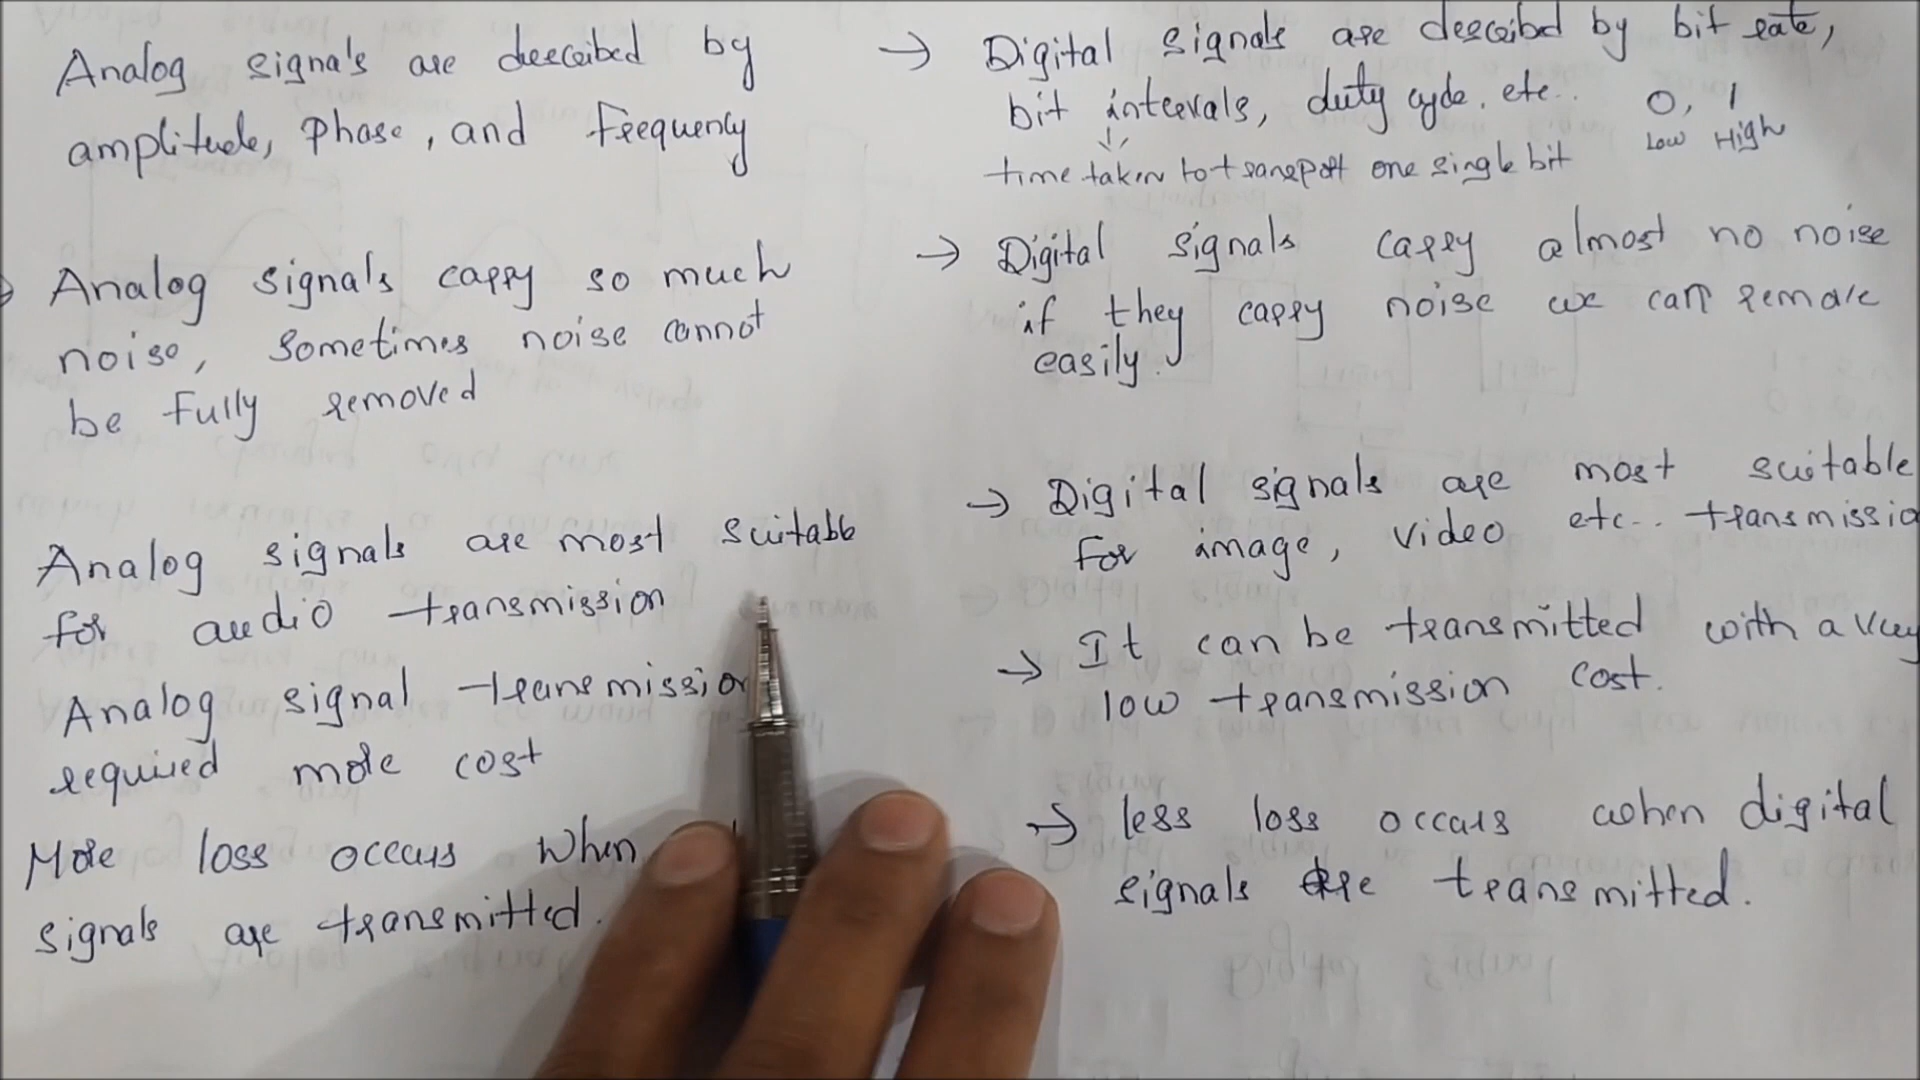 Analog signals are described by
amplitude, Phase, and frequency
Analog signals carry so much
noise, Sometimes noise cannot
be Fully removed
Analog signals are most suitable
for audio transmission
Analog signal transmission
required more cost
More loss occurs when
signals are transmitted.
→ Digital signals are described by bit rate,
bit intervals, duty cycle. etc..
0, 1
Low High
time taken to transport one single bit
→ Digital signals carry almost no noise
if they carry noise we can remove
easily.
→ Digital signals are most suitable
for image, video etc.. transmissio
→ It can be transmitted with a very
low transmission cost.
→ less loss occurs when digital
signals are transmitted.